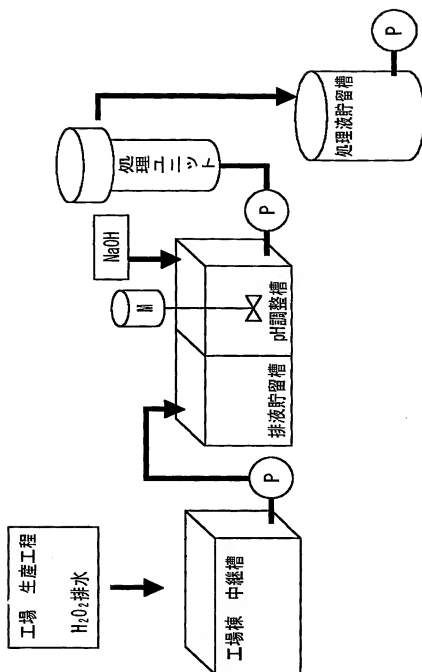 工場 生産工程
H₂O₂排水
工場棟 中継槽
P
排液貯留槽
pH調整槽
M
NaOH
P
処理ユニット
処理液貯留槽
P